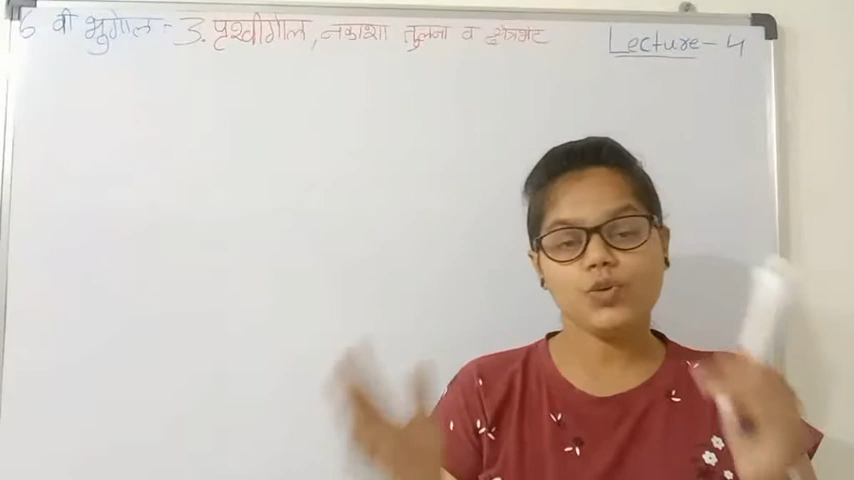 6 वी भुगोल - 3. पृथ्वीगोल, नकाशा तुलना व क्षेत्रभेट Lecture - 4